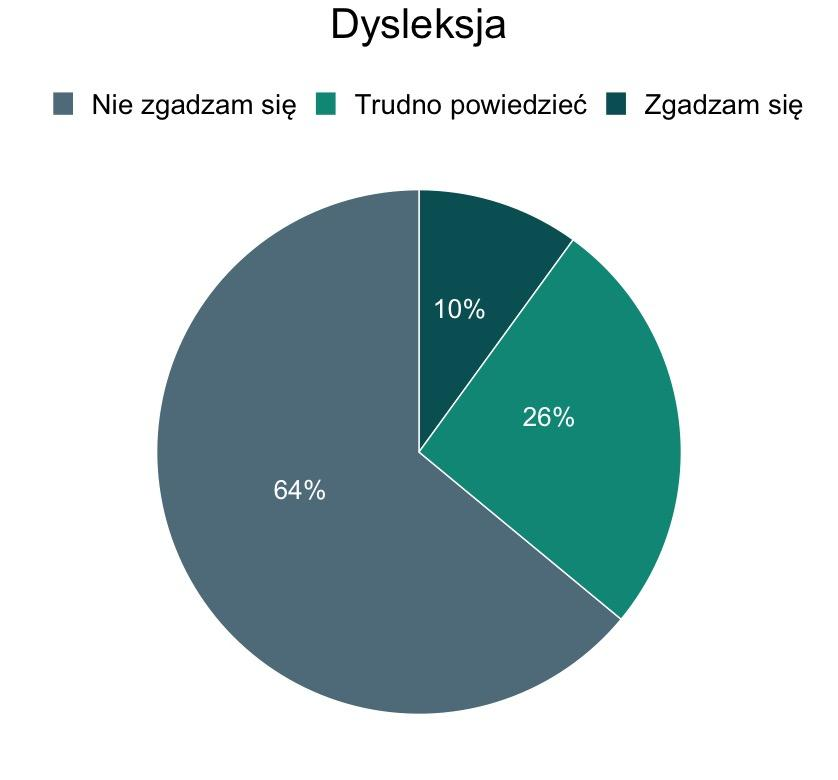 Dysleksja
Nie zgadzam się Trudno powiedzieć Zgadzam się
10%
26%
64%